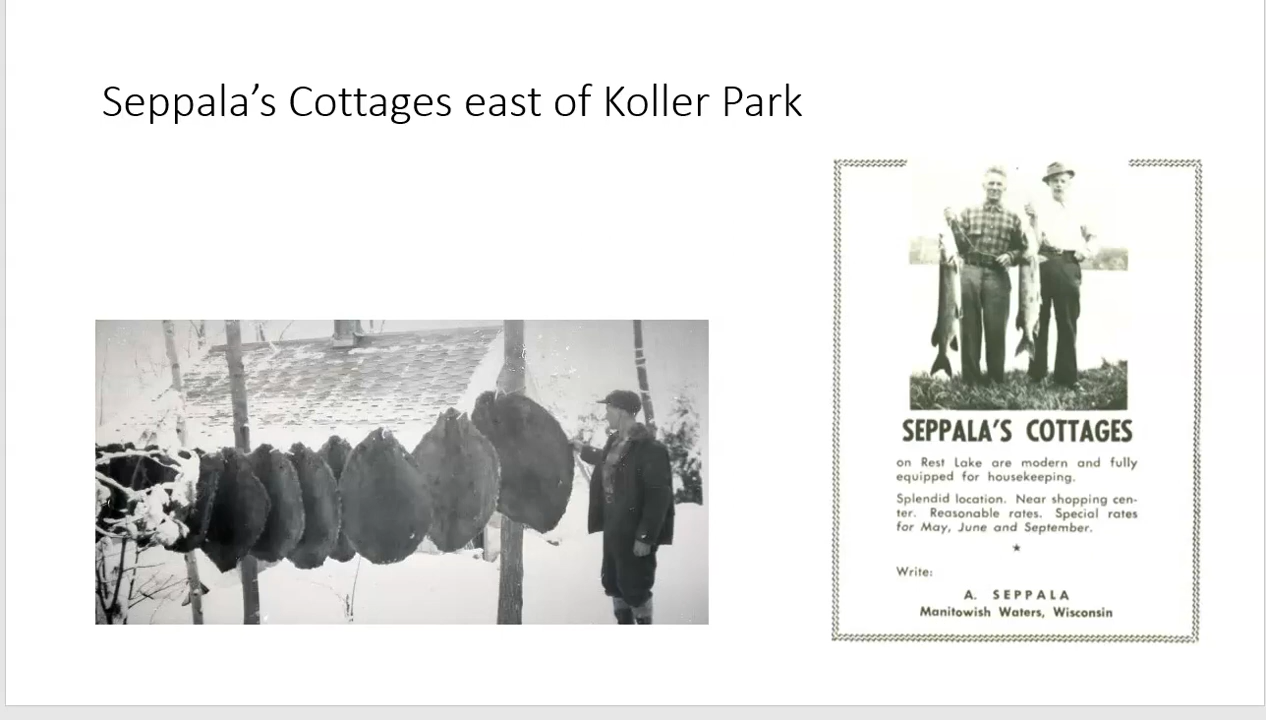 Seppala’s Cottages east of Koller Park
SEPPALA'S COTTAGES
on Rest Lake are modern and fully
equipped for housekeeping.
Splendid location. Near shopping cen-
ter. Reasonable rates. Special rates
for May, June and September.
Write:
A. SEPPALA
Manitowish Waters, Wisconsin